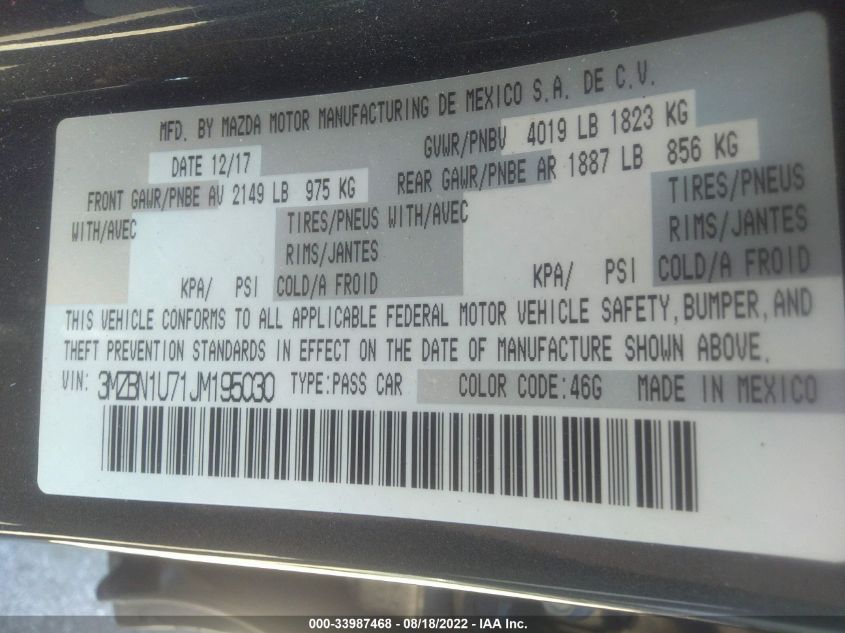 MFD. BY MAZDA MOTOR MANUFACTURING DE MEXICO S.A. DE C.V.
DATE 12/17 GVWR/PNBV 4019 LB 1823 KG
FRONT GAWR/PNBE AV 2149 LB 975 KG REAR GAWR/PNBE AR 1887 LB 856 KG
WITH/AVEC TIRES/PNEUS WITH/AVEC TIRES/PNEUS
RIMS/JANTES RIMS/JANTES
KPA/ PSI COLD/A FROID KPA/ PSI COLD/A FROID
THIS VEHICLE CONFORMS TO ALL APPLICABLE FEDERAL MOTOR VEHICLE SAFETY, BUMPER, AND
THEFT PREVENTION STANDARDS IN EFFECT ON THE DATE OF MANUFACTURE SHOWN ABOVE.
VIN: 3MZBN1U71JM195030 TYPE:PASS CAR COLOR CODE:46G MADE IN MEXICO
000-33987468 - 08/18/2022 - IAA Inc.